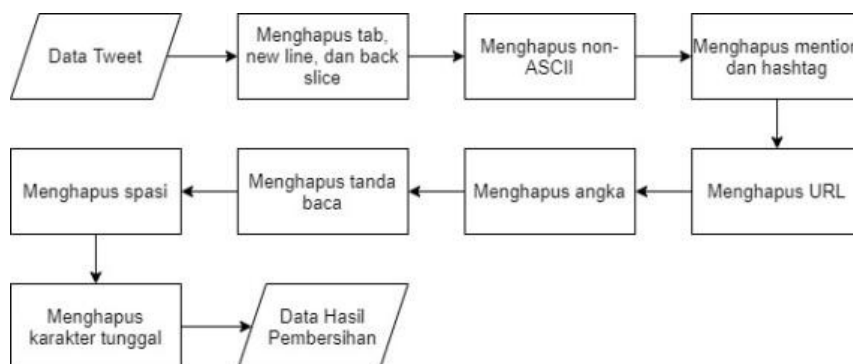 Data Tweet
Menghapus tab,
new line, dan back
slice
Menghapus non-
ASCII
Menghapus mention
dan hashtag
Menghapus URL
Menghapus angka
Menghapus tanda
baca
Menghapus spasi
Menghapus
karakter tunggal
Data Hasil
Pembersihan